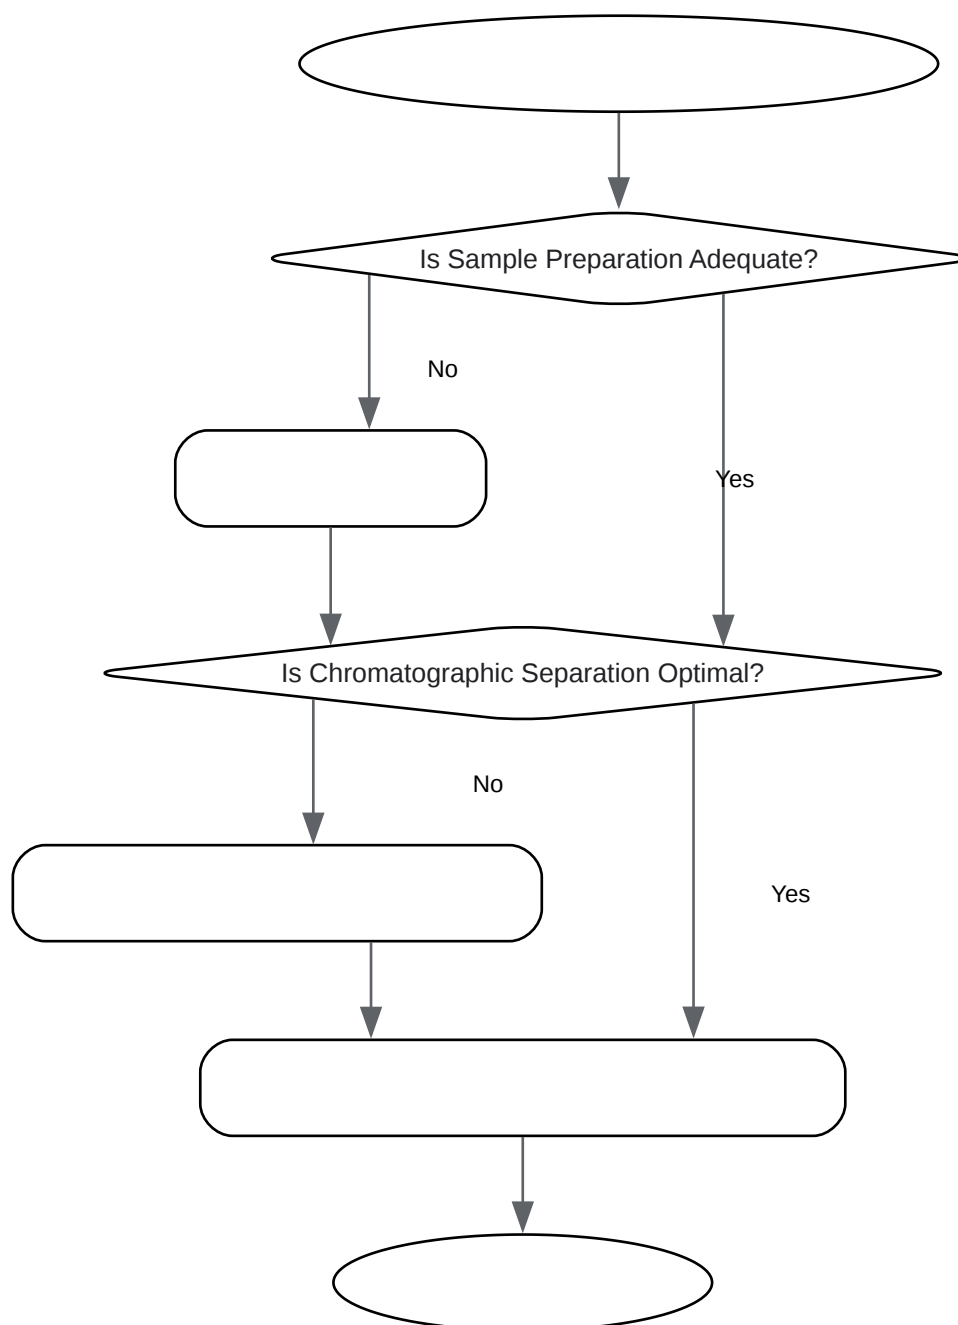 Is Sample Preparation Adequate?
No
Yes
Is Chromatographic Separation Optimal?
No
Yes